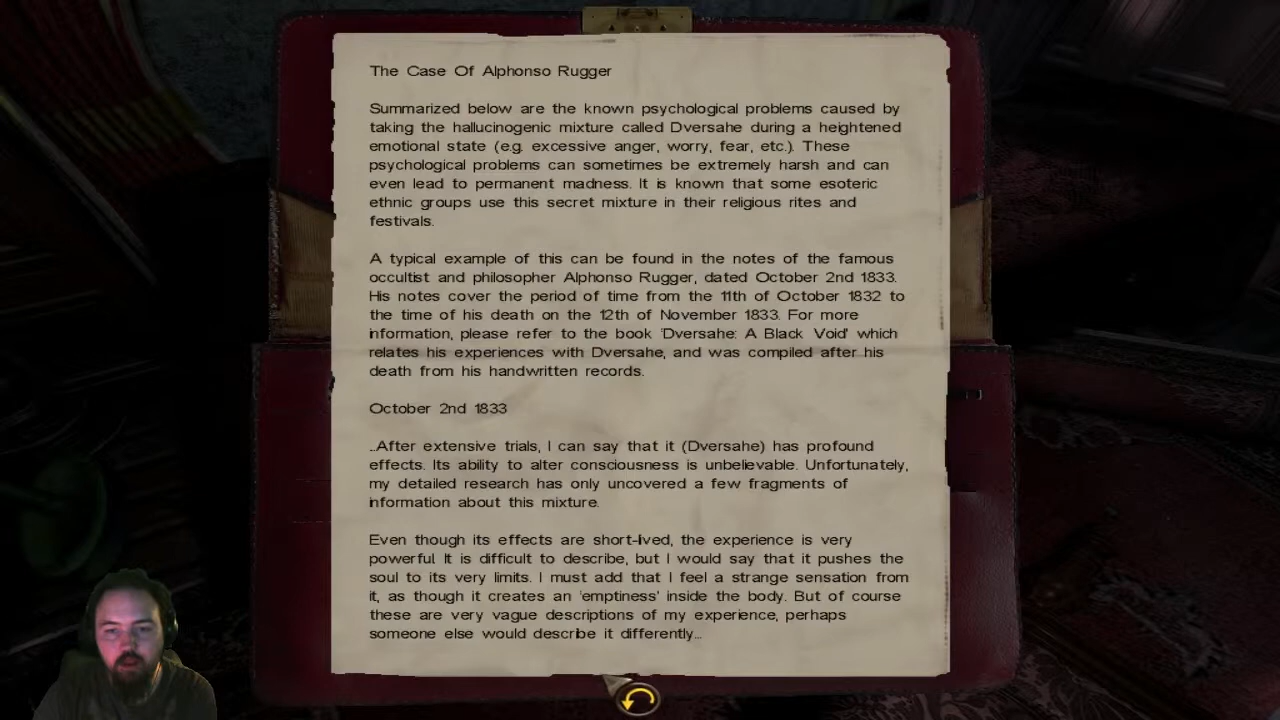 The Case Of Alphonso Rugger
Summarized below are the known psychological problems caused by
taking the hallucinogenic mixture called Dversahe during a heightened
emotional state (e.g. excessive anger, worry, fear, etc.). These
psychological problems can sometimes be extremely harsh and can
even lead to permanent madness. It is known that some esoteric
ethnic groups use this secret mixture in their religious rites and
festivals.
A typical example of this can be found in the notes of the famous
occultist and philosopher Alphonso Rugger, dated October 2nd 1833.
His notes cover the period of time from the 11th of October 1832 to
the time of his death on the 12th of November 1833. For more
information, please refer to the book 'Dversahe: A Black Void' which
relates his experiences with Dversahe, and was compiled after his
death from his handwritten records.
October 2nd 1833
...After extensive trials, I can say that it (Dversahe) has profound
effects. Its ability to alter consciousness is unbelievable. Unfortunately,
my detailed research has only uncovered a few fragments of
information about this mixture.
Even though its effects are short-lived, the experience is very
powerful. It is difficult to describe, but I would say that it pushes the
soul to its very limits. I must add that I feel a strange sensation from
it, as though it creates an 'emptiness' inside the body. But of course
these are very vague descriptions of my experience, perhaps
someone else would describe it differently...